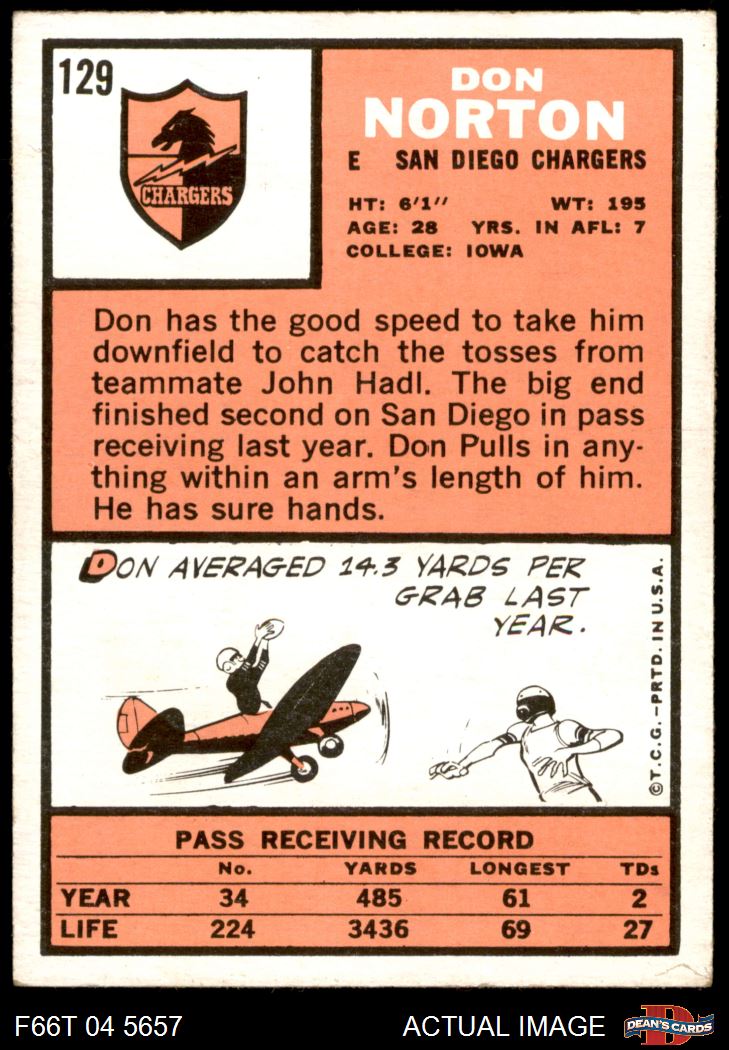 129
CHARGERS
DON
NORTON
E SAN DIEGO CHARGERS
HT: 6'1" WT: 195
AGE: 28 YRS. IN AFL: 7
COLLEGE: IOWA
Don has the good speed to take him
downfield to catch the tosses from
teammate John Hadl. The big end
finished second on San Diego in pass
receiving last year. Don Pulls in any-
thing within an arm's length of him.
He has sure hands.
DON AVERAGED 14.3 YARDS PER
GRAB LAST
YEAR.
©T.C.G.—PRTD. IN U.S.A.
PASS RECEIVING RECORD
No. YARDS LONGEST TDs
YEAR 34 485 61 2
LIFE 224 3436 69 27
F66T 04 5657 ACTUAL IMAGE
D
DEAN'S CARDS